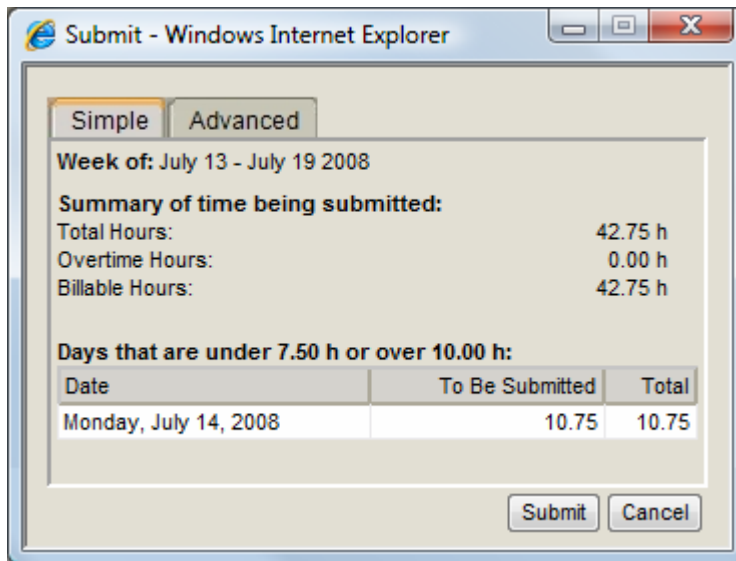 Submit - Windows Internet Explorer
Simple Advanced
Week of: July 13 - July 19 2008
Summary of time being submitted:
Total Hours: 42.75 h
Overtime Hours: 0.00 h
Billable Hours: 42.75 h
Days that are under 7.50 h or over 10.00 h:
Date To Be Submitted Total
Monday, July 14, 2008 10.75 10.75
Submit Cancel